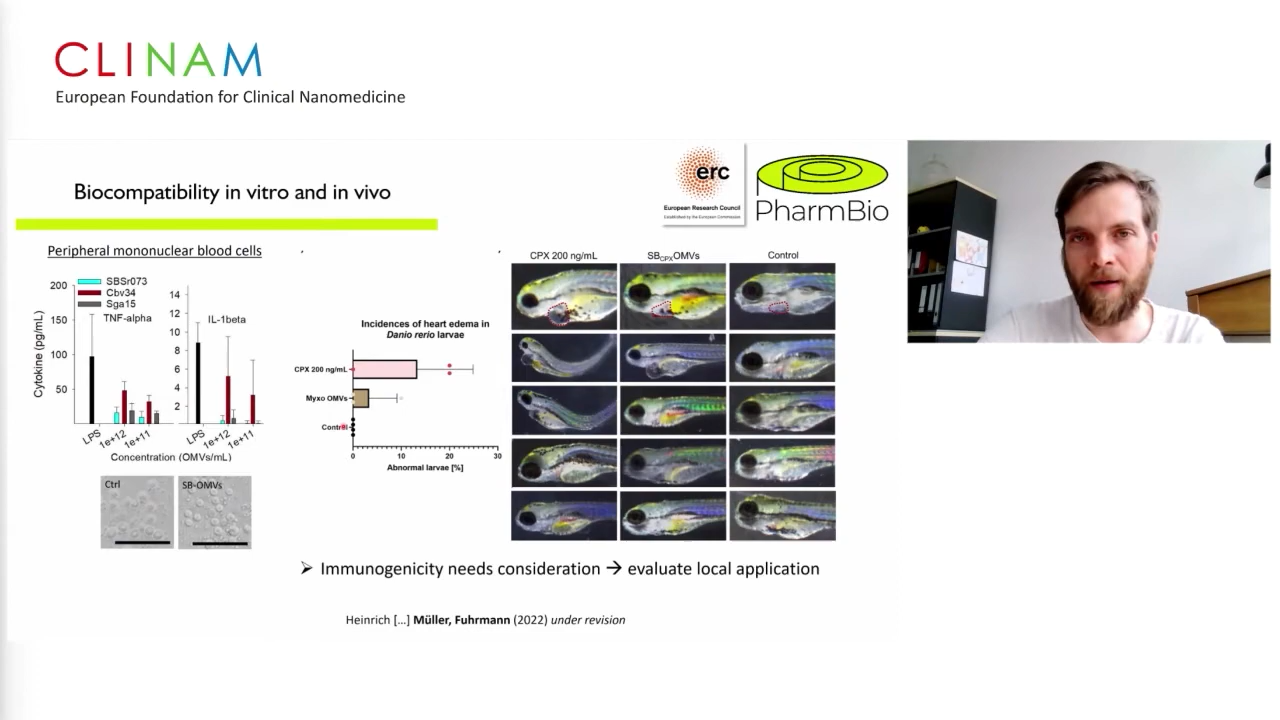 CLINAM
European Foundation for Clinical Nanomedicine
Biocompatibility in vitro and in vivo
erc
European Research Council
Established by the European Commission
PharmBio
Peripheral mononuclear blood cells
SBSr073
Cbv34
Sga15
TNF-alpha
IL-1beta
Cytokine (pg/mL)
200
150
100
50
14
12
10
8
6
4
2
LPS
1e+12
1e+11
LPS
1e+12
1e+11
Concentration (OMVs/mL)
Ctrl
SB-OMVs
Incidences of heart edema in
Danio rerio larvae
CPX 200 ng/mL
Myxo OMVs
Control
0 10 20 30
Abnormal larvae [%]
CPX 200 ng/mL
SBCPXOMVs
Control
➢ Immunogenicity needs consideration → evaluate local application
Heinrich […] Müller, Fuhrmann (2022) under revision